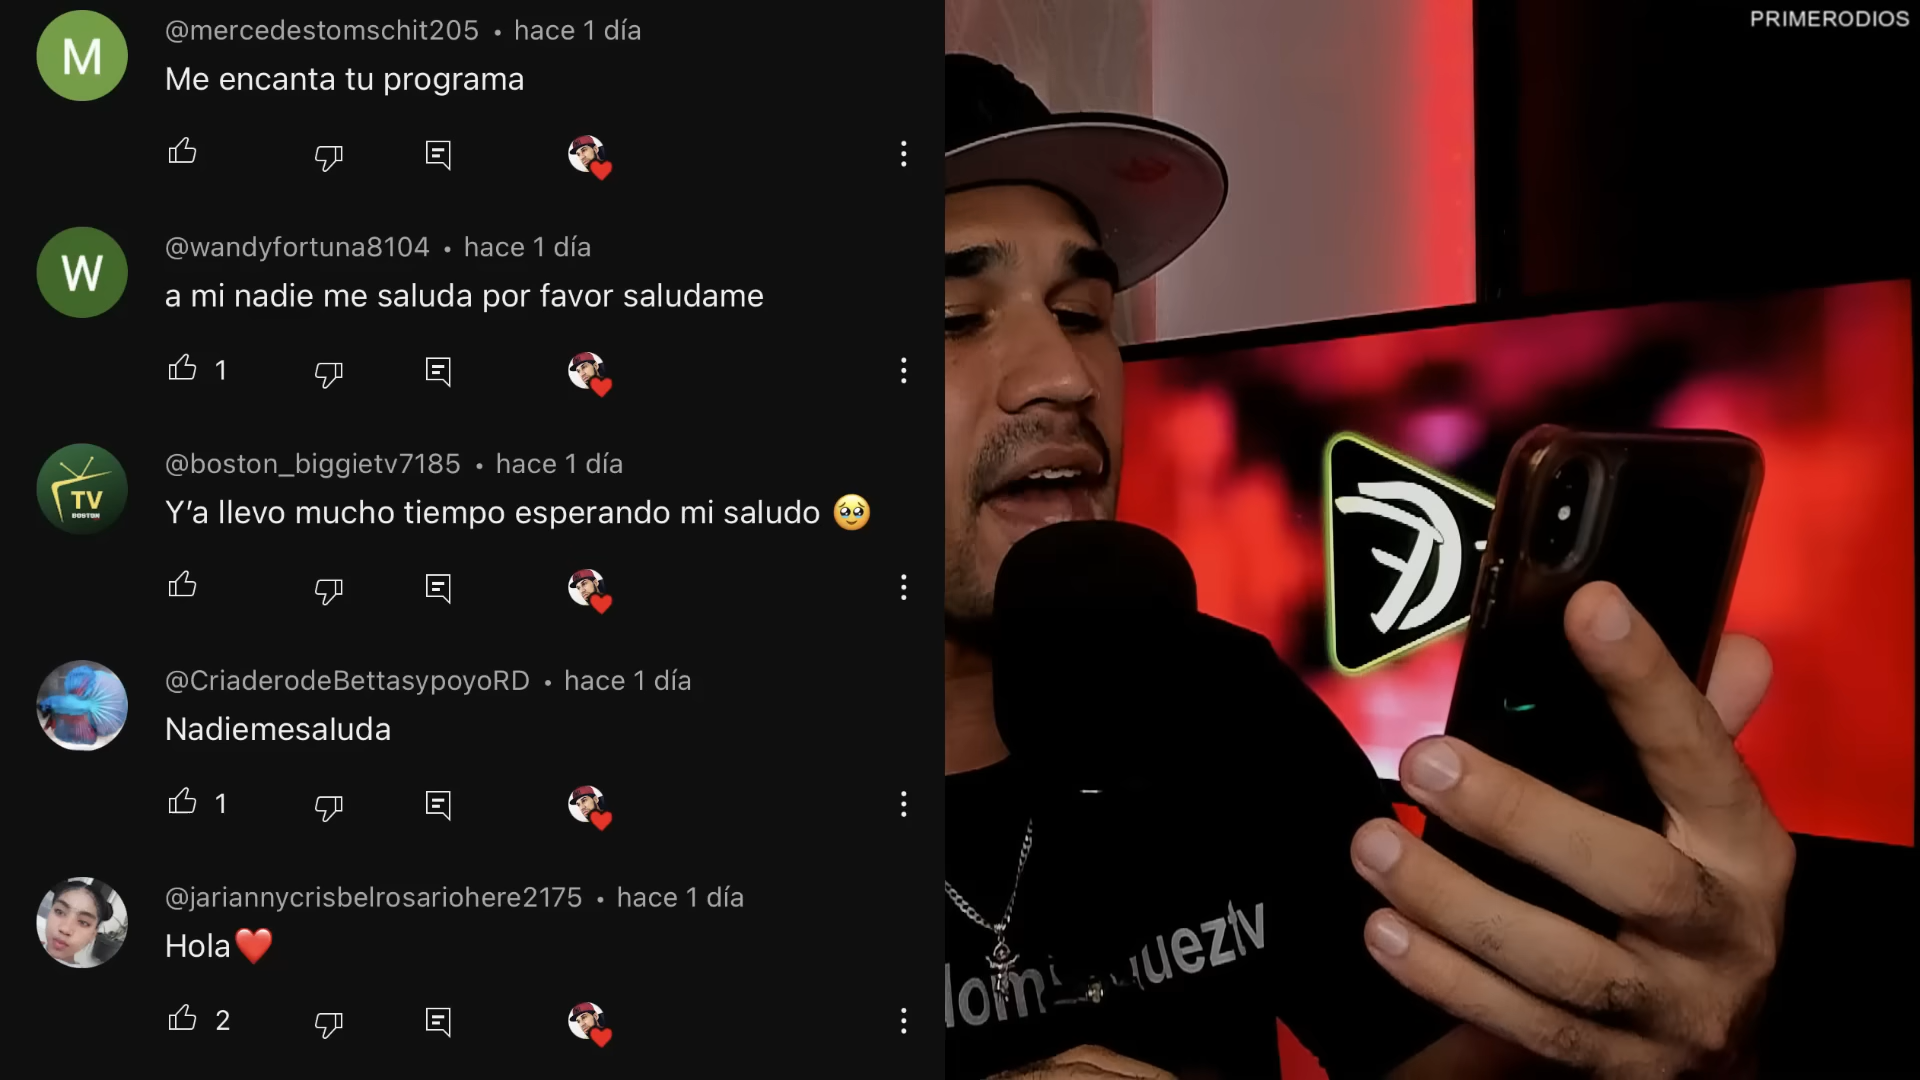 M
@mercedestomschit205 • hace 1 día
Me encanta tu programa
W
@wandyfortuna8104 • hace 1 día
a mi nadie me saluda por favor saludame
1
TV
BOSTON
@boston_biggietv7185 • hace 1 día
Y’a llevo mucho tiempo esperando mi saludo 🥹
@CriaderodeBettasypoyoRD • hace 1 día
Nadiemesaluda
1
@jariannycrisbelrosariohere2175 • hace 1 día
Hola❤️
2
PRIMERODIOS